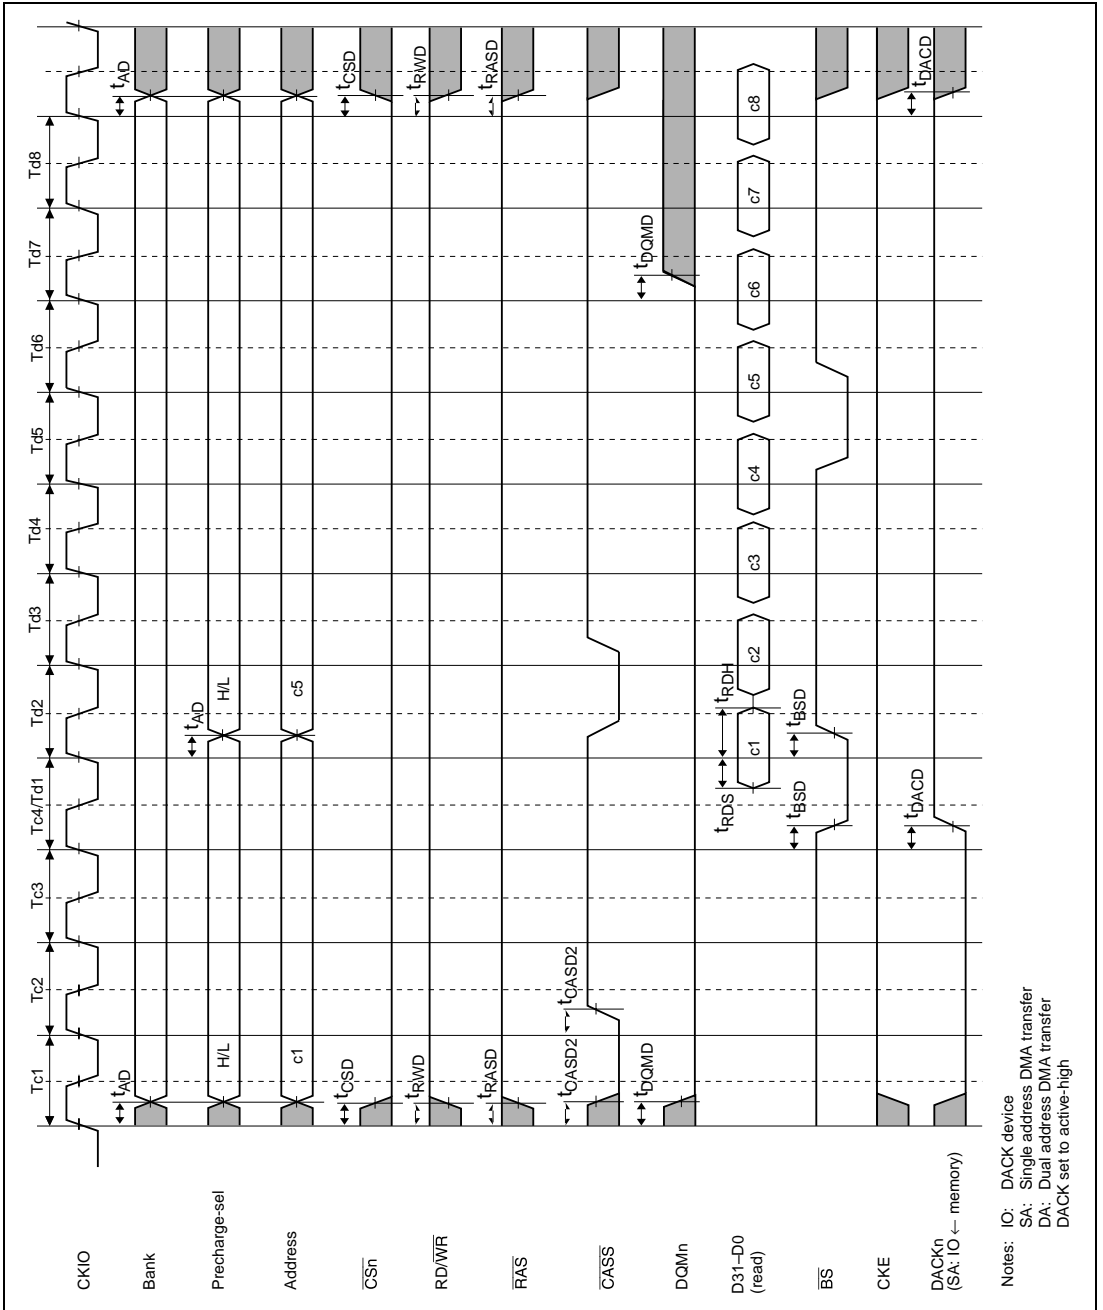 Tc1
Tc2
Tc3
Tc4/Td1
Td2
Td3
Td4
Td5
Td6
Td7
Td8
CKIO
Bank
tAD
tAD
Precharge-sel
H/L
tAD
H/L
Address
c1
c5
CSn
tCSD
tCSD
RD/WR
tRWD
tRWD
RAS
tRASD
tRASD
CASS
tCASD2
tCASD2
DQMn
tDQMD
tDQMD
D31–D0
(read)
tRDS
tRDH
c1
c2
c3
c4
c5
c6
c7
c8
BS
tBSD
tBSD
CKE
DACKn
(SA: IO ← memory)
tDACD
tDACD
Notes: IO: DACK device
SA: Single address DMA transfer
DA: Dual address DMA transfer
DACK set to active-high